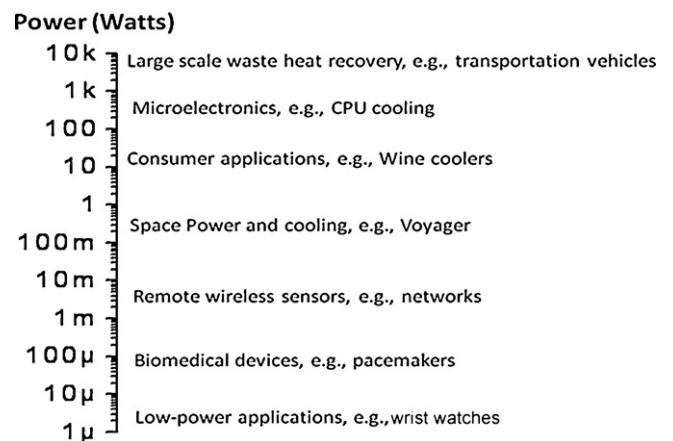 Power (Watts)
10k
Large scale waste heat recovery, e.g., transportation vehicles
1k
Microelectronics, e.g., CPU cooling
100
Consumer applications, e.g., Wine coolers
10
1
Space Power and cooling, e.g., Voyager
100m
10m
Remote wireless sensors, e.g., networks
1m
100µ
Biomedical devices, e.g., pacemakers
10µ
Low-power applications, e.g.,wrist watches
1µ